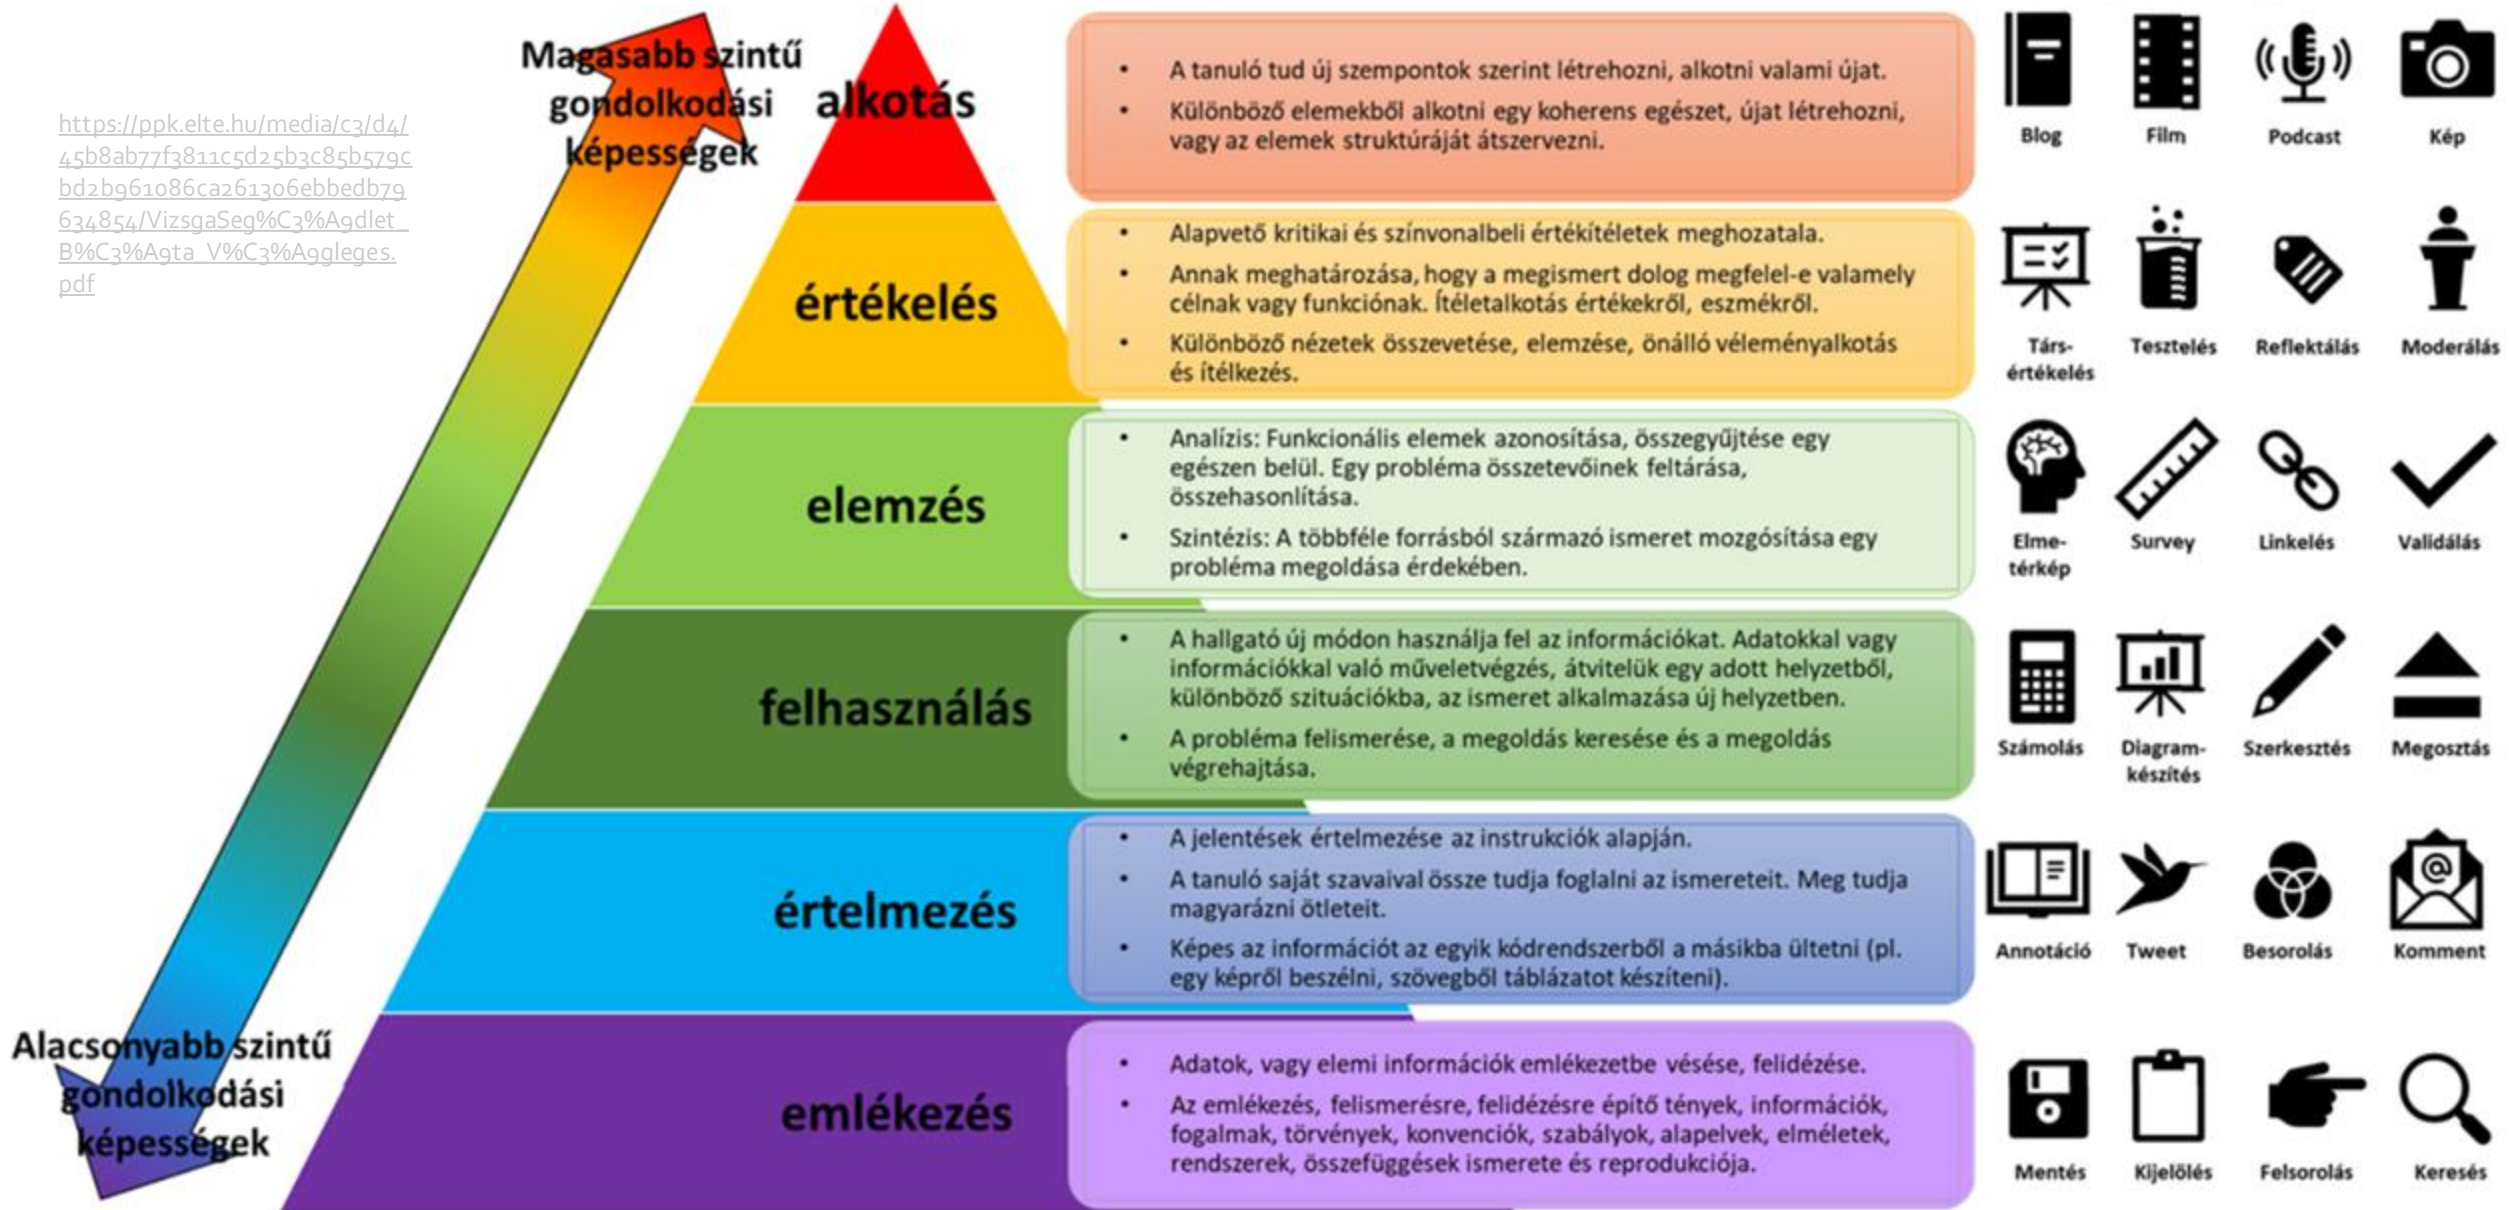 https://ppk.elte.hu/media/c3/d4/
45b8ab77f3811c5d25b3c85b579c
bd2b961086ca261306ebbedb79
634854/VizsgaSeg%C3%A9dlet_
B%C3%A9ta_V%C3%A9gleges.
pdf
Magasabb szintű
gondolkodási
képességek
alkotás
• A tanuló tud új szempontok szerint létrehozni, alkotni valami újat.
• Különböző elemekből alkotni egy koherens egészet, újat létrehozni,
vagy az elemek struktúráját átszervezni.
Blog
Film
Podcast
Kép
értékelés
• Alapvető kritikai és színvonalbeli értékítéletek meghozatala.
• Annak meghatározása, hogy a megismert dolog megfelel-e valamely
célnak vagy funkciónak. Ítéletalkotás értékekről, eszmékről.
• Különböző nézetek összevetése, elemzése, önálló véleményalkotás
és ítélkezés.
Társ-
értékelés
Tesztelés
Reflektálás
Moderálás
elemzés
• Analízis: Funkcionális elemek azonosítása, összegyűjtése egy
egészen belül. Egy probléma összetevőinek feltárása,
összehasonlítása.
• Szintézis: A többféle forrásból származó ismeret mozgósítása egy
probléma megoldása érdekében.
Elme-
térkép
Survey
Linkelés
Validálás
felhasználás
• A hallgató új módon használja fel az információkat. Adatokkal vagy
információkkal való műveletvégzés, átvitelük egy adott helyzetből,
különböző szituációkba, az ismeret alkalmazása új helyzetben.
• A probléma felismerése, a megoldás keresése és a megoldás
végrehajtása.
Számolás
Diagram-
készítés
Szerkesztés
Megosztás
értelmezés
• A jelentések értelmezése az instrukciók alapján.
• A tanuló saját szavaival össze tudja foglalni az ismereteit. Meg tudja
magyarázni ötleteit.
• Képes az információt az egyik kódrendszerből a másikba ültetni (pl.
egy képről beszélni, szövegből táblázatot készíteni).
Annotáció
Tweet
Besorolás
Komment
Alacsonyabb szintű
gondolkodási
képességek
emlékezés
• Adatok, vagy elemi információk emlékezetbe vésése, felidézése.
• Az emlékezés, felismerésre, felidézésre építő tények, információk,
fogalmak, törvények, konvenciók, szabályok, alapelvek, elméletek,
rendszerek, összefüggések ismerete és reprodukciója.
Mentés
Kijelölés
Felsorolás
Keresés